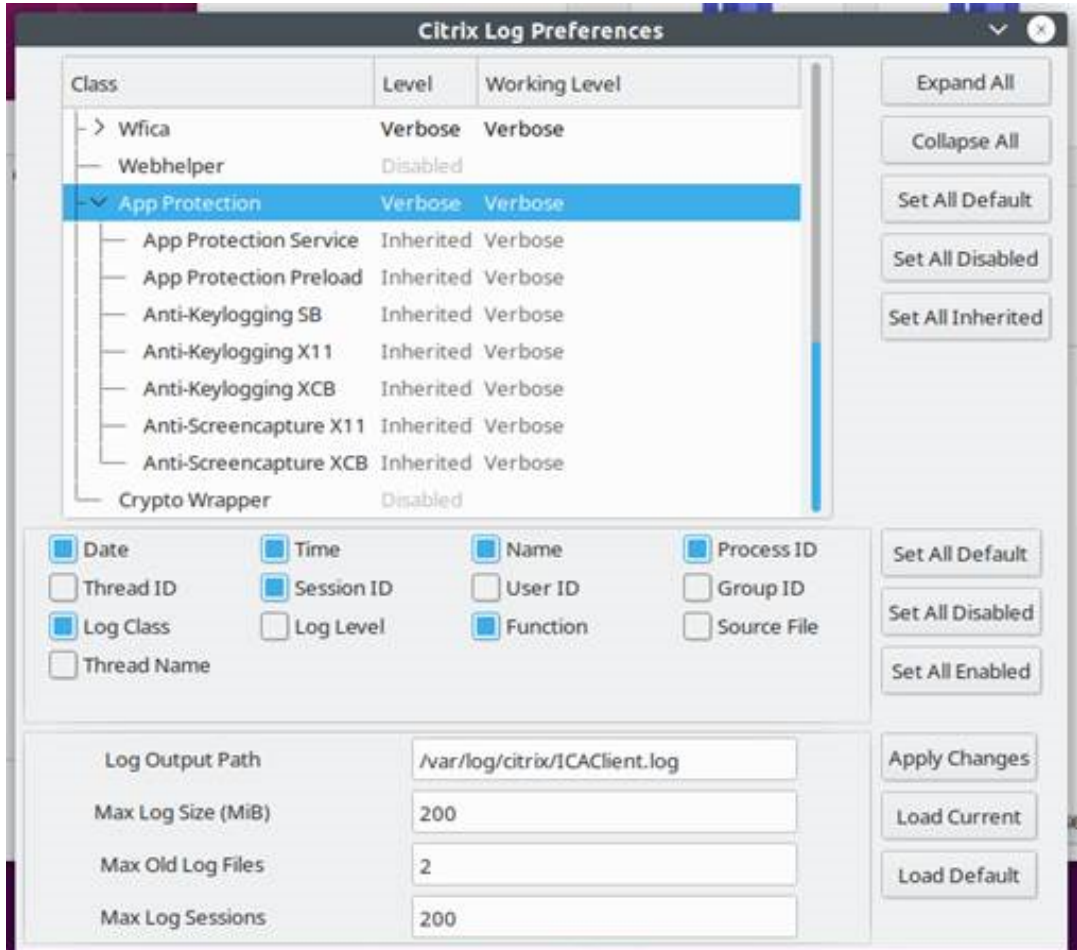 Citrix Log Preferences
Class Level Working Level
Wfica Verbose Verbose
Webhelper Disabled
App Protection Verbose Verbose
App Protection Service Inherited Verbose
App Protection Preload Inherited Verbose
Anti-Keylogging SB Inherited Verbose
Anti-Keylogging X11 Inherited Verbose
Anti-Keylogging XCB Inherited Verbose
Anti-Screencapture X11 Inherited Verbose
Anti-Screencapture XCB Inherited Verbose
Crypto Wrapper Disabled
Expand All
Collapse All
Set All Default
Set All Disabled
Set All Inherited
Date Time Name Process ID
Thread ID Session ID User ID Group ID
Log Class Log Level Function Source File
Thread Name
Set All Default
Set All Disabled
Set All Enabled
Log Output Path /var/log/citrix/ICAClient.log
Max Log Size (MiB) 200
Max Old Log Files 2
Max Log Sessions 200
Apply Changes
Load Current
Load Default